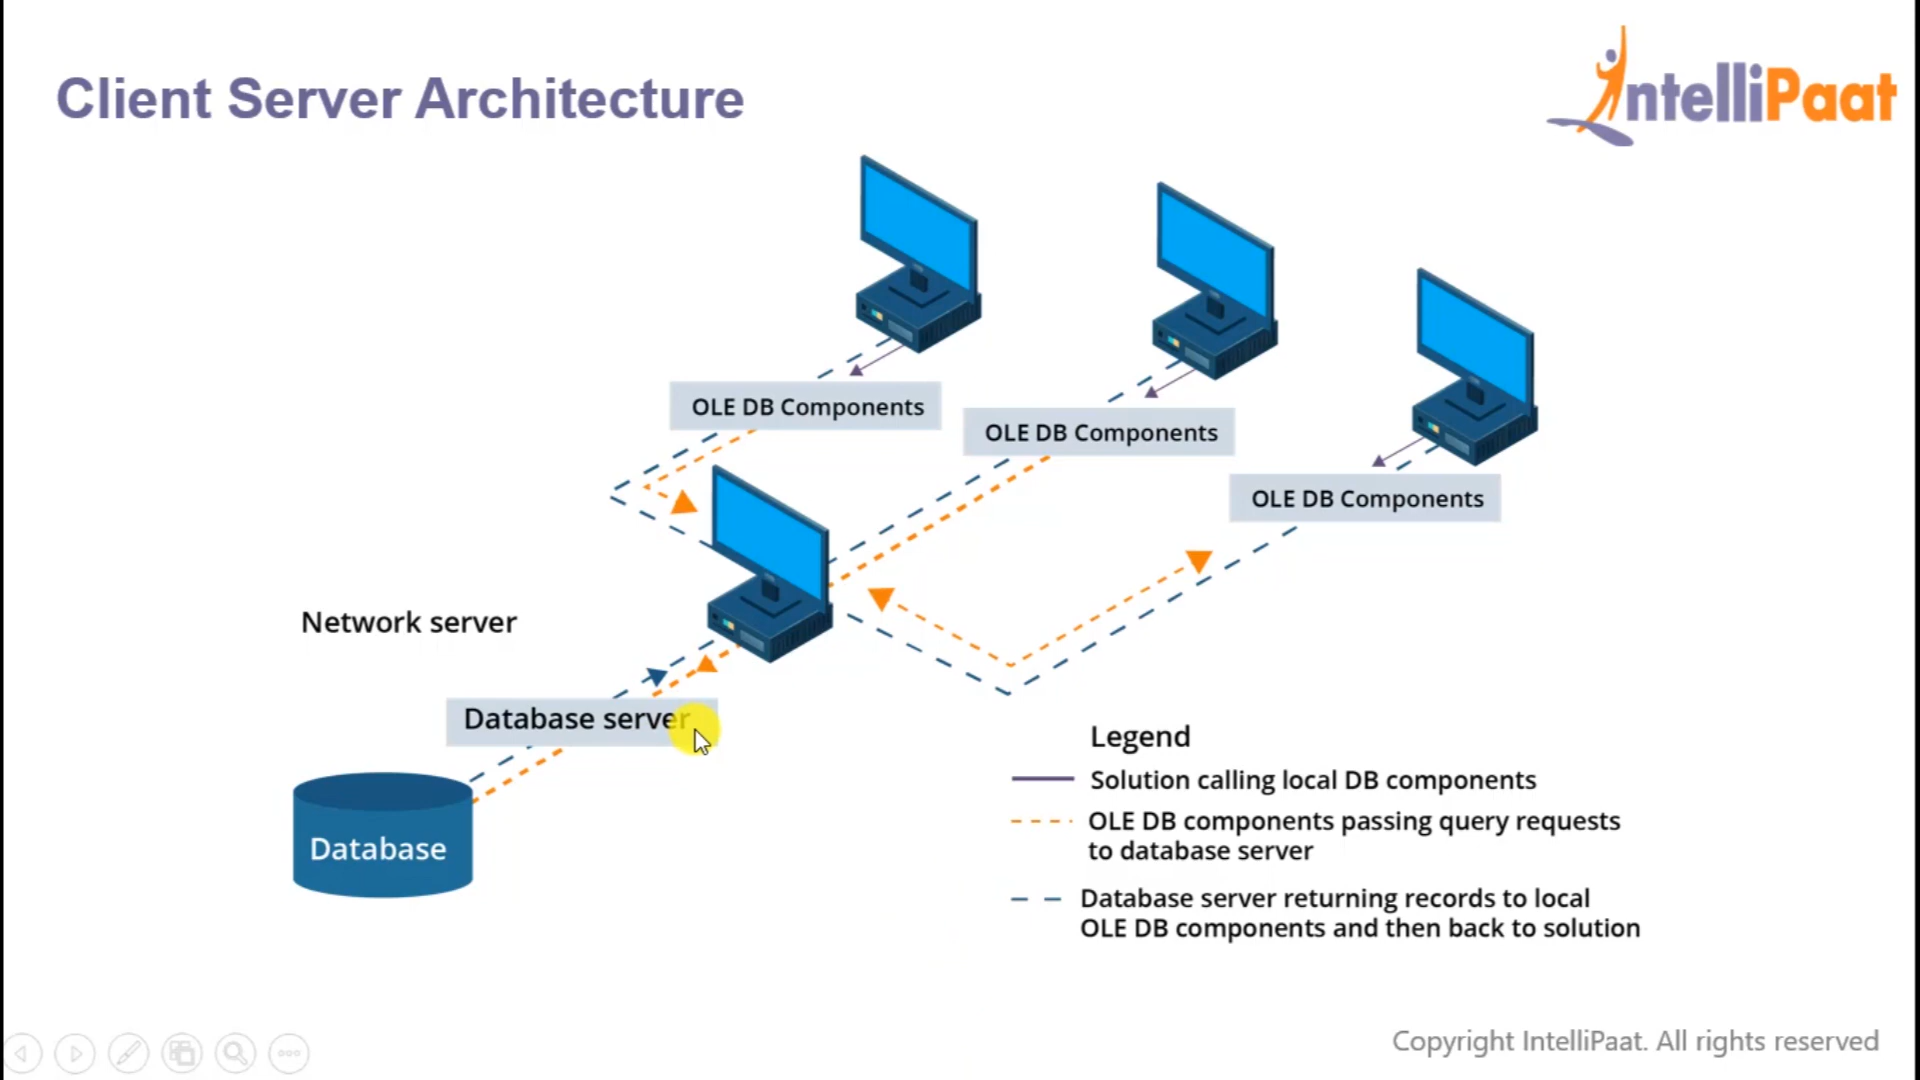 Client Server Architecture
IntelliPaat
OLE DB Components
OLE DB Components
OLE DB Components
Network server
Database server
Database
Legend
Solution calling local DB components
OLE DB components passing query requests
to database server
Database server returning records to local
OLE DB components and then back to solution
Copyright IntelliPaat. All rights reserved